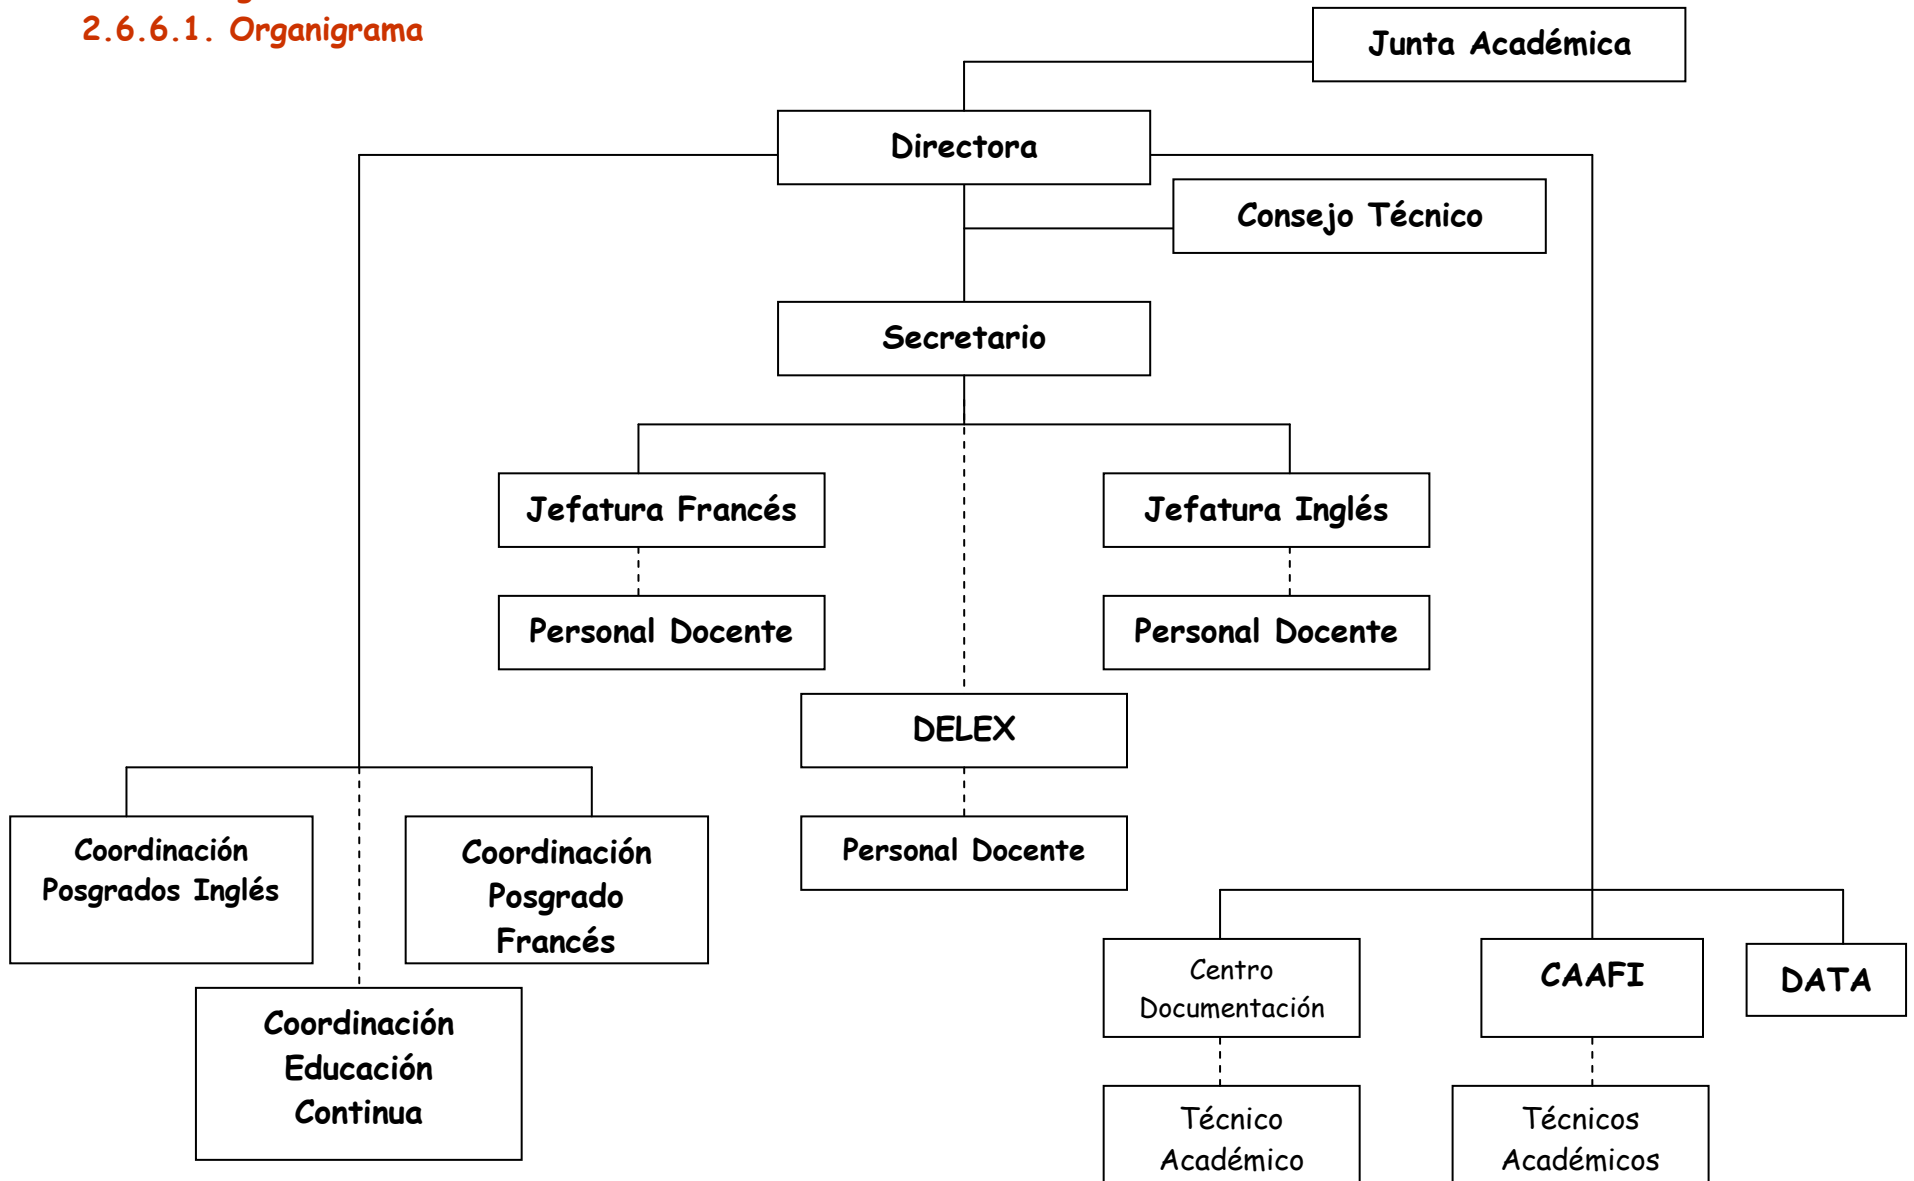 2.6.6.1. Organigrama
Junta Académica
Directora
Consejo Técnico
Secretario
Jefatura Francés
Jefatura Inglés
Personal Docente
Personal Docente
DELEX
Coordinación
Posgrados Inglés
Coordinación
Posgrado
Francés
Personal Docente
Centro
Documentación
CAAFI
DATA
Coordinación
Educación
Continua
Técnico
Académico
Técnicos
Académicos